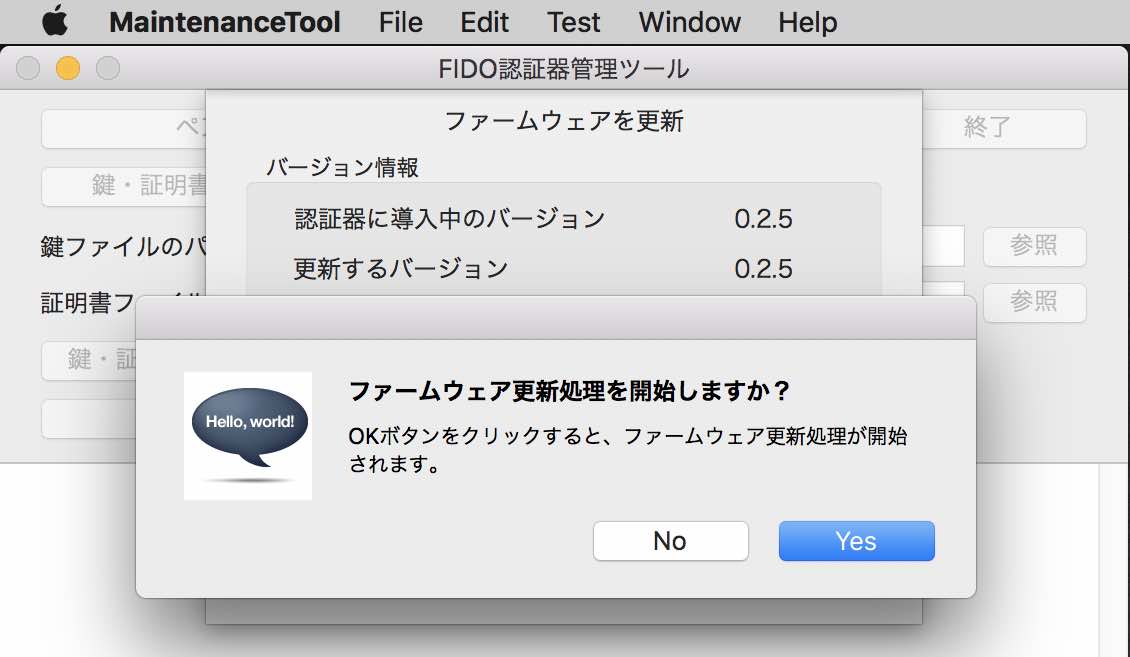 MaintenanceTool File Edit Test Window Help
FIDO認証器管理ツール
ファームウェアを更新
終了
バージョン情報
鍵・証明書
認証器に導入中のバージョン 0.2.5
鍵ファイルのパ
参照
更新するバージョン 0.2.5
証明書ファイル
参照
鍵・証
Hello, world!
ファームウェア更新処理を開始しますか？
OKボタンをクリックすると、ファームウェア更新処理が開始
されます。
No Yes